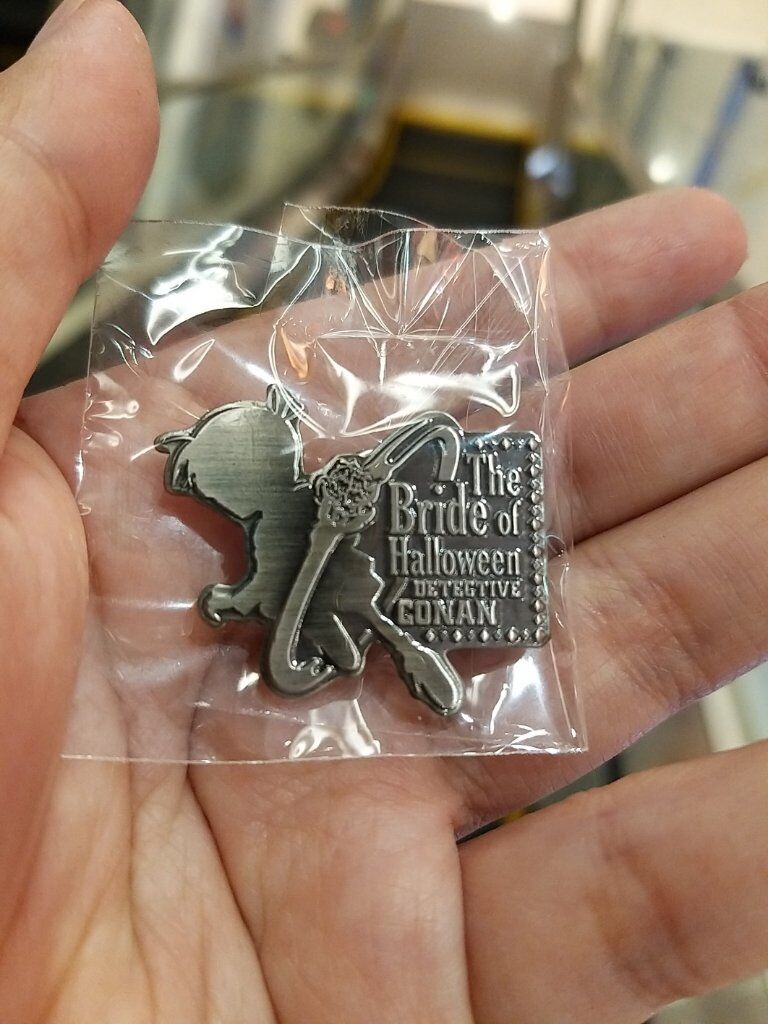 The
Bride of
Halloween
DETECTIVE
CONAN